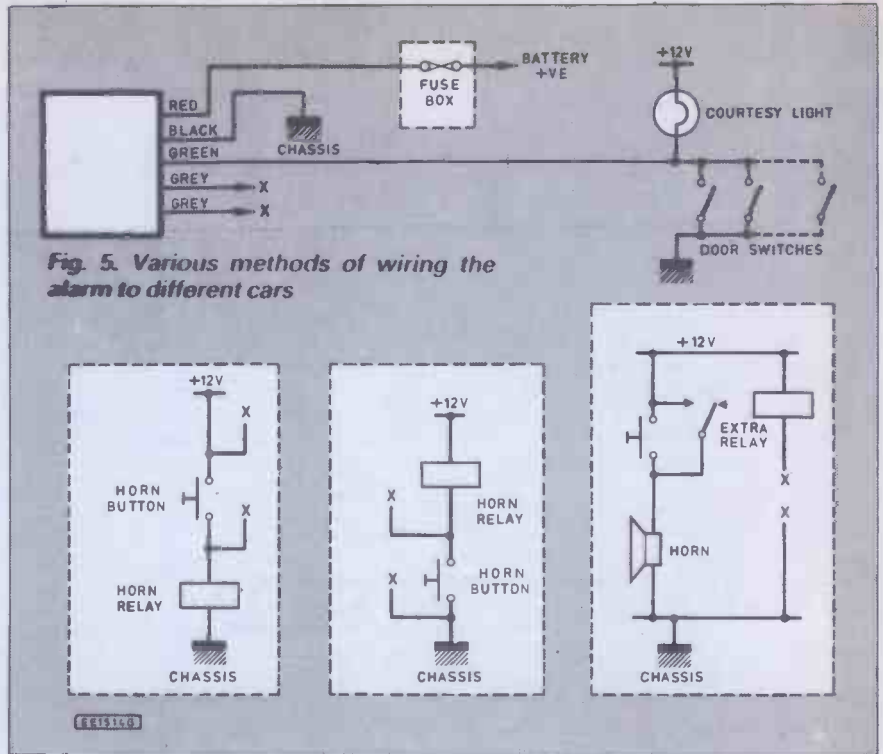 RED
BLACK
GREEN
GREY
X
GREY
X
CHASSIS
FUSE
BOX
BATTERY
+VE
+12V
COURTESY LIGHT
DOOR SWITCHES
Fig. 5. Various methods of wiring the
alarm to different cars
+12V
X
HORN
BUTTON
X
HORN
RELAY
CHASSIS
+12V
X
HORN
RELAY
X
HORN
BUTTON
CHASSIS
+12V
EXTRA
RELAY
X
X
HORN
CHASSIS
EE1514G